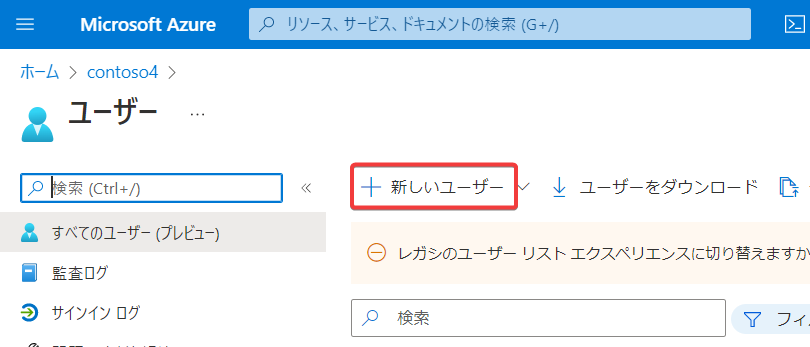 Microsoft Azure
リソース、サービス、ドキュメントの検索 (G+/)
ホーム > contoso4 >
ユーザー ...
検索 (Ctrl+/)
«
+ 新しいユーザー
ユーザーをダウンロード
すべてのユーザー (プレビュー)
監査ログ
サインイン ログ
レガシのユーザー リスト エクスペリエンスに切り替えますか
検索
フィ